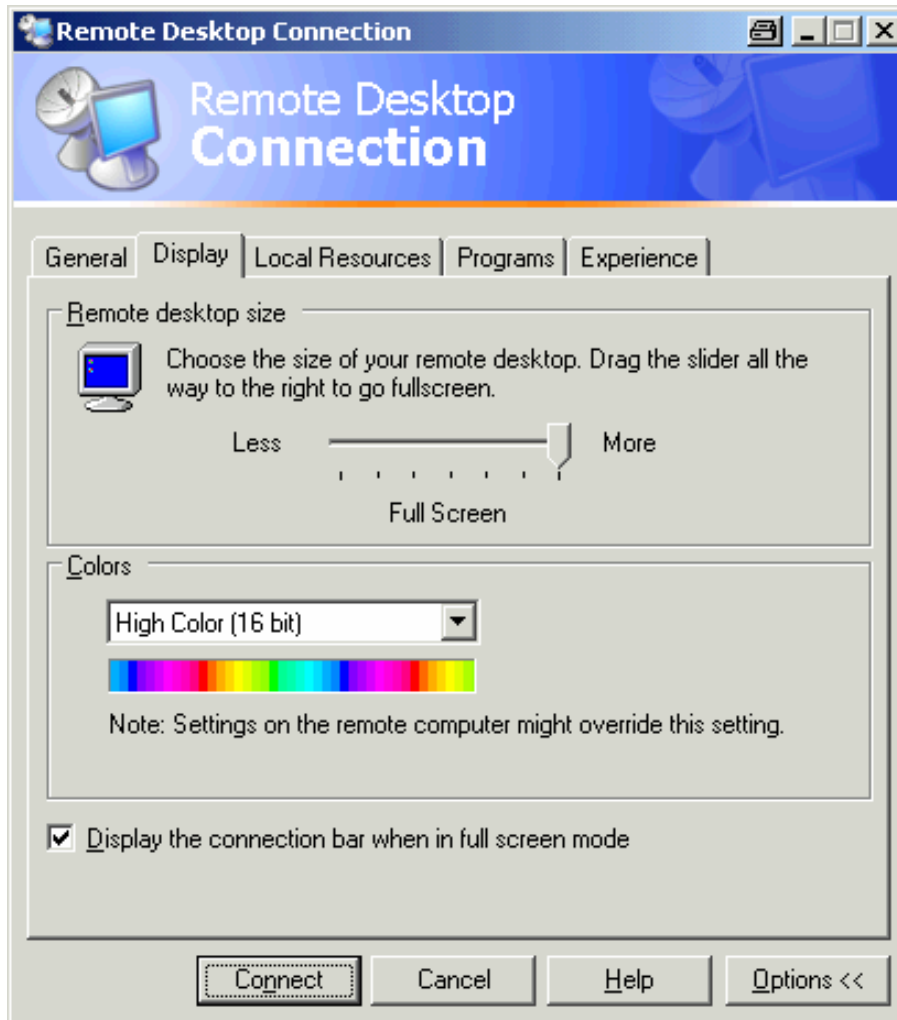 Remote Desktop Connection
Remote Desktop
Connection
General Display Local Resources Programs Experience
Remote desktop size
Choose the size of your remote desktop. Drag the slider all the
way to the right to go fullscreen.
Less More
Full Screen
Colors
High Color (16 bit)
Note: Settings on the remote computer might override this setting.
Display the connection bar when in full screen mode
Connect Cancel Help Options <<